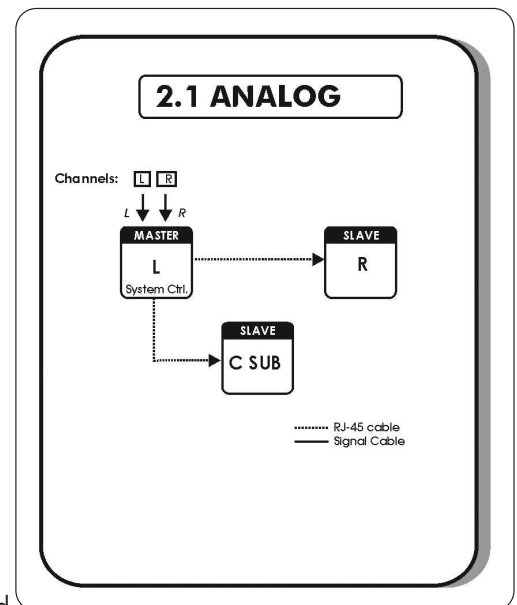 2.1 ANALOG
Channels: L R
L R
MASTER
L
System Ctrl.
SLAVE
R
SLAVE
C SUB
RJ-45 cable
Signal Cable